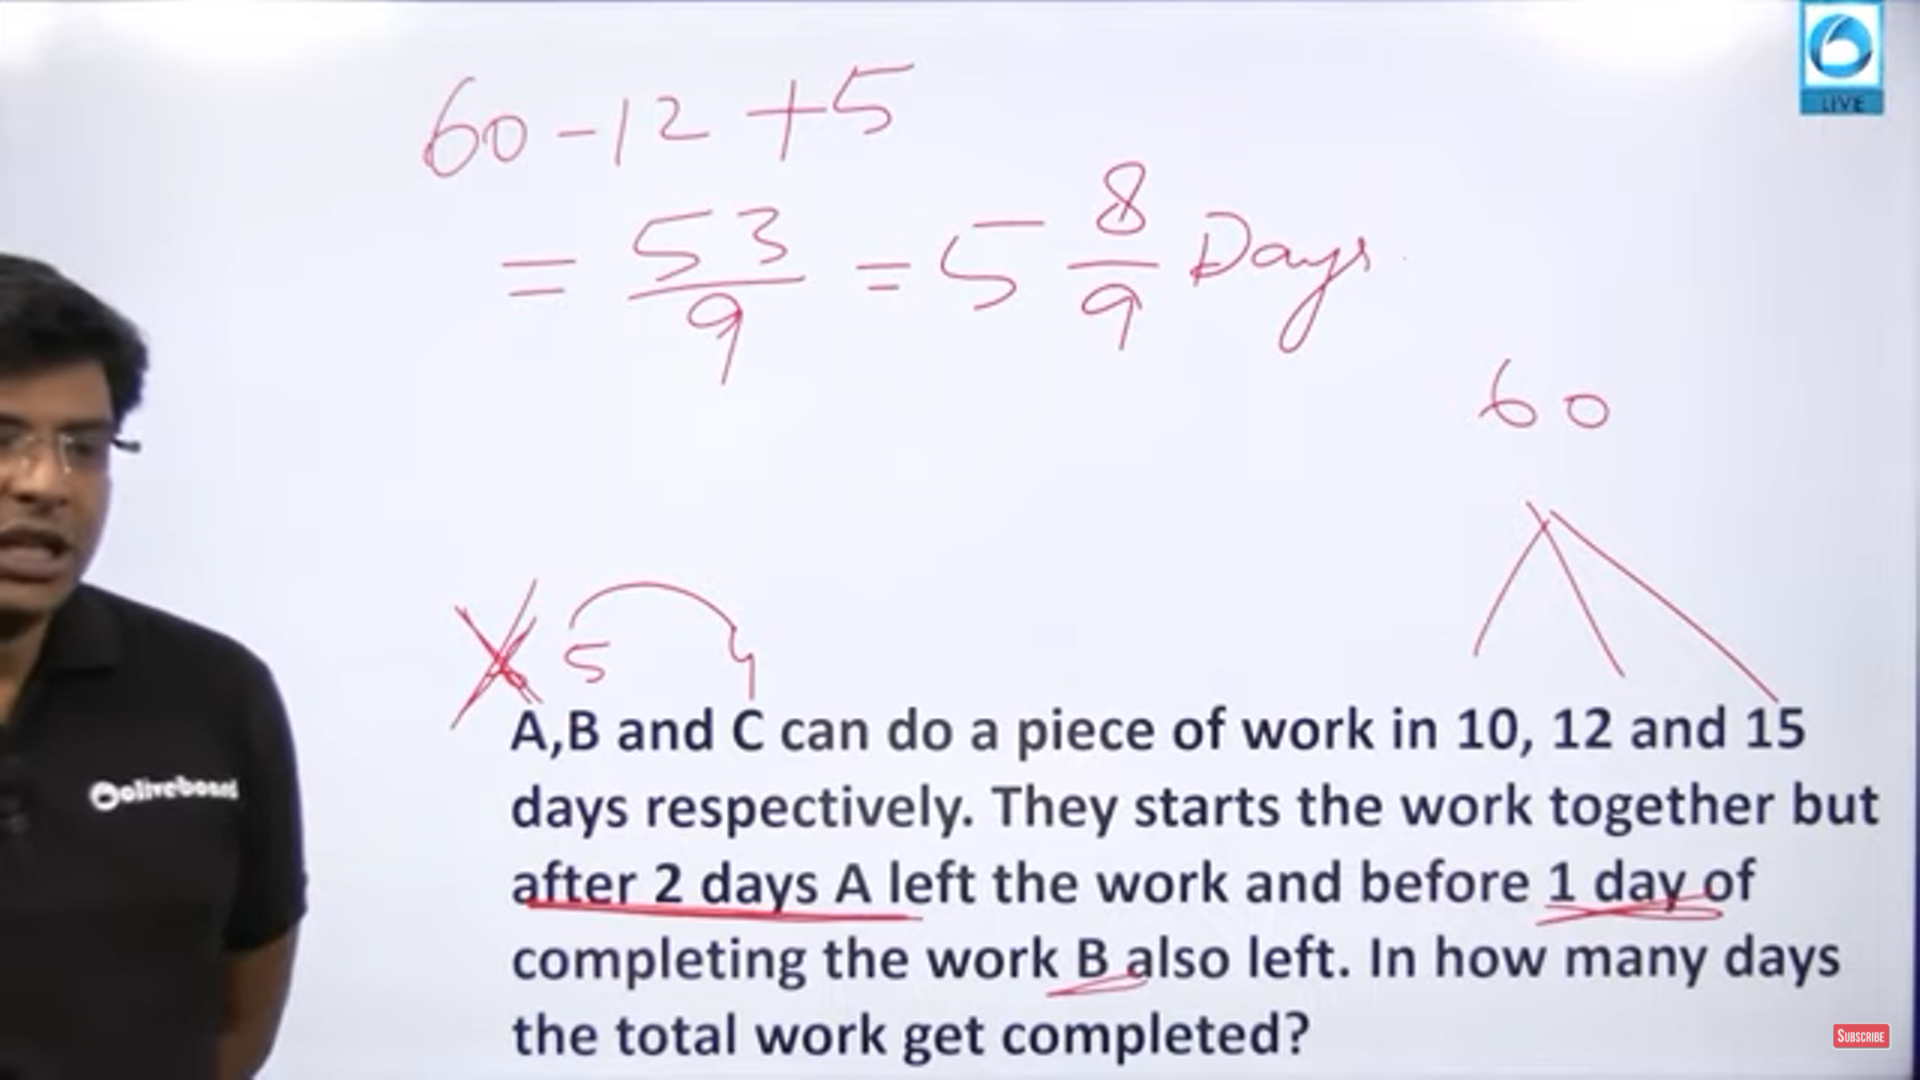 LIVE
60 - 12 + 5
= 53/9 = 5 8/9 Days
60
5 4
A,B and C can do a piece of work in 10, 12 and 15
days respectively. They starts the work together but
after 2 days A left the work and before 1 day of
completing the work B also left. In how many days
the total work get completed?
oliveboard
SUBSCRIBE